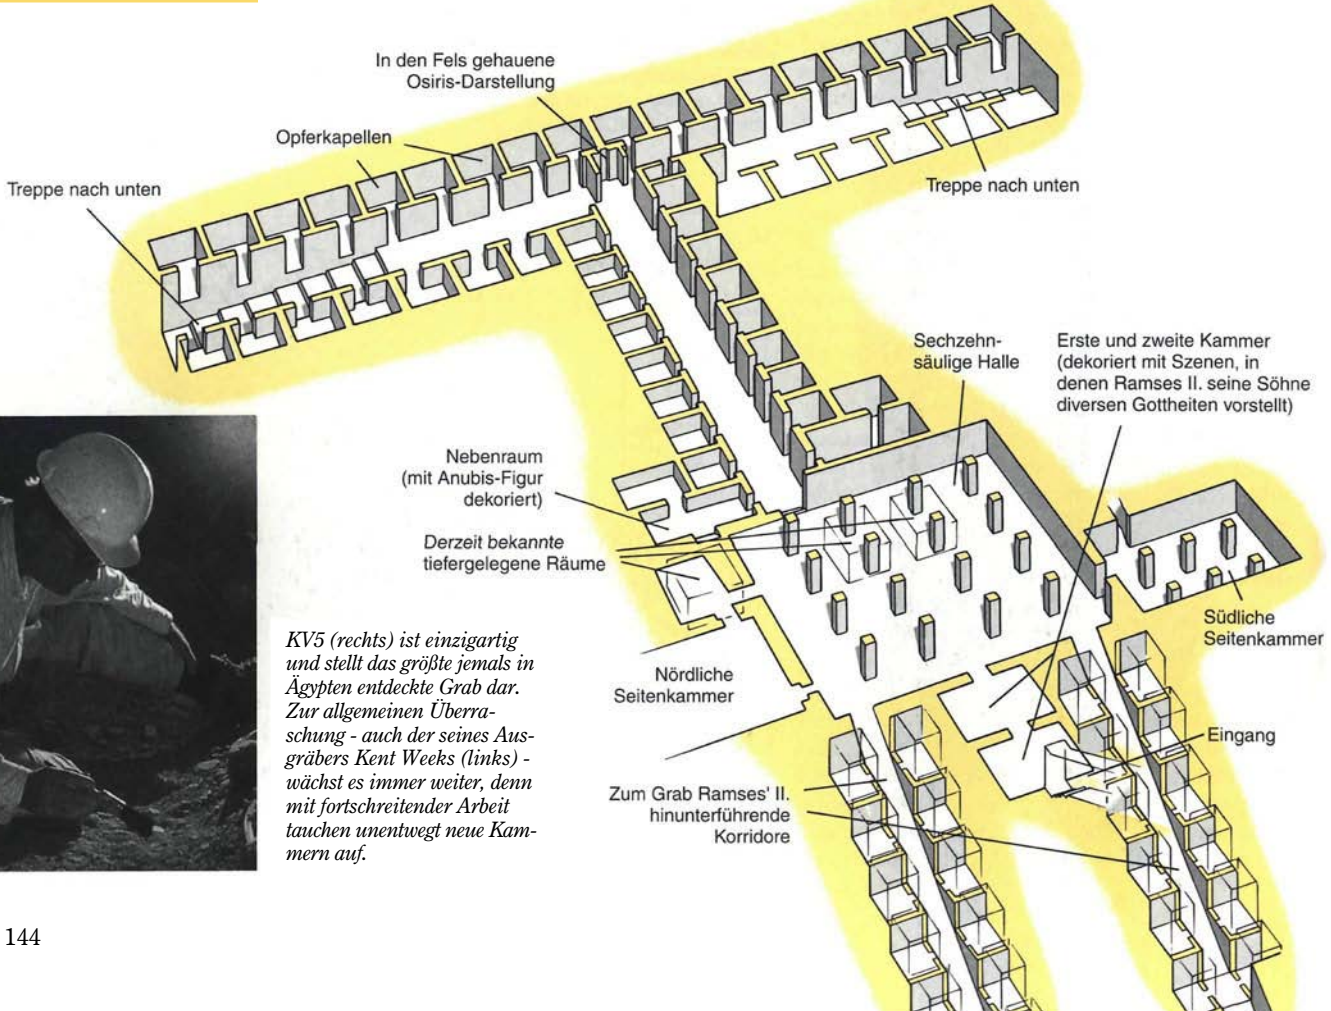 In den Fels gehauene
Osiris-Darstellung
Opferkapellen
Treppe nach unten
Treppe nach unten
Sechzehn-
säulige Halle
Erste und zweite Kammer
(dekoriert mit Szenen, in
denen Ramses II. seine Söhne
diversen Gottheiten vorstellt)
Nebenraum
(mit Anubis-Figur
dekoriert)
Derzeit bekannte
tiefergelegene Räume
Südliche
Seitenkammer
KV5 (rechts) ist einzigartig
und stellt das größte jemals in
Ägypten entdeckte Grab dar.
Zur allgemeinen Überra-
schung - auch der seines Aus-
gräbers Kent Weeks (links) -
wächst es immer weiter, denn
mit fortschreitender Arbeit
tauchen unentwegt neue Kam-
mern auf.
Nördliche
Seitenkammer
Eingang
Zum Grab Ramses' II.
hinunterführende
Korridore
144